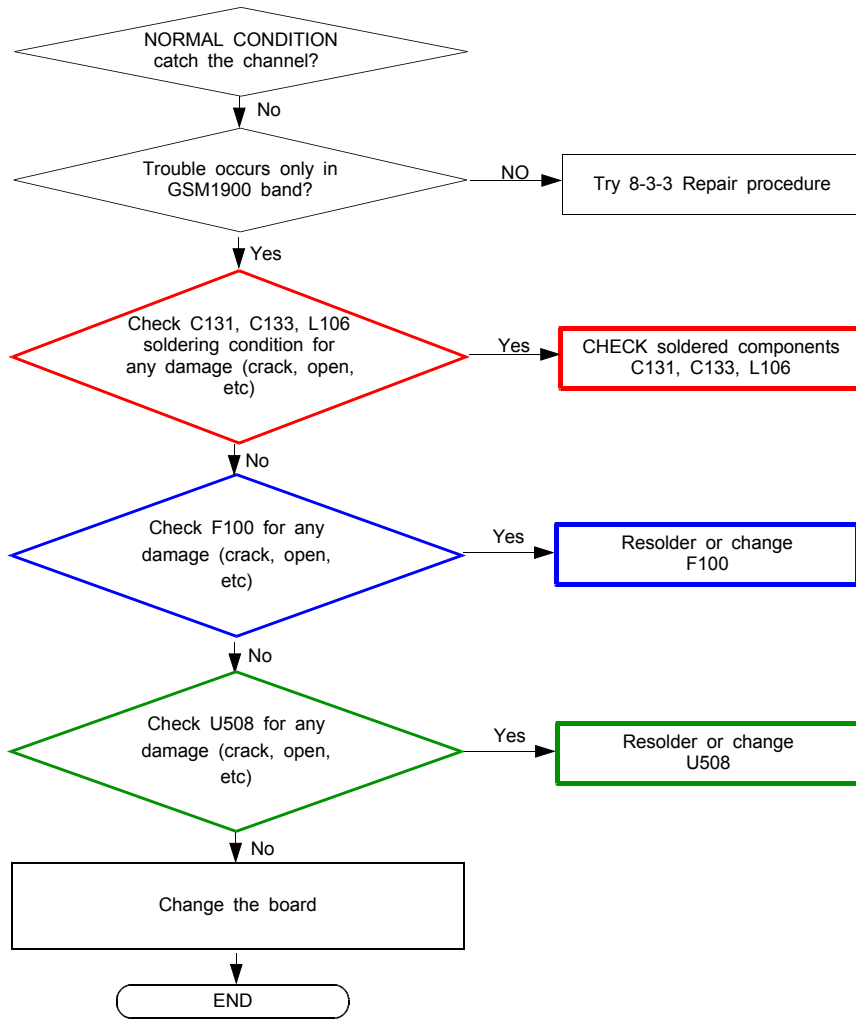 NORMAL CONDITION
catch the channel?
No
Trouble occurs only in
GSM1900 band?
NO
Try 8-3-3 Repair procedure
Yes
Check C131, C133, L106
soldering condition for
any damage (crack, open,
etc)
Yes
CHECK soldered components
C131, C133, L106
No
Check F100 for any
damage (crack, open,
etc)
Yes
Resolder or change
F100
No
Check U508 for any
damage (crack, open,
etc)
Yes
Resolder or change
U508
No
Change the board
END